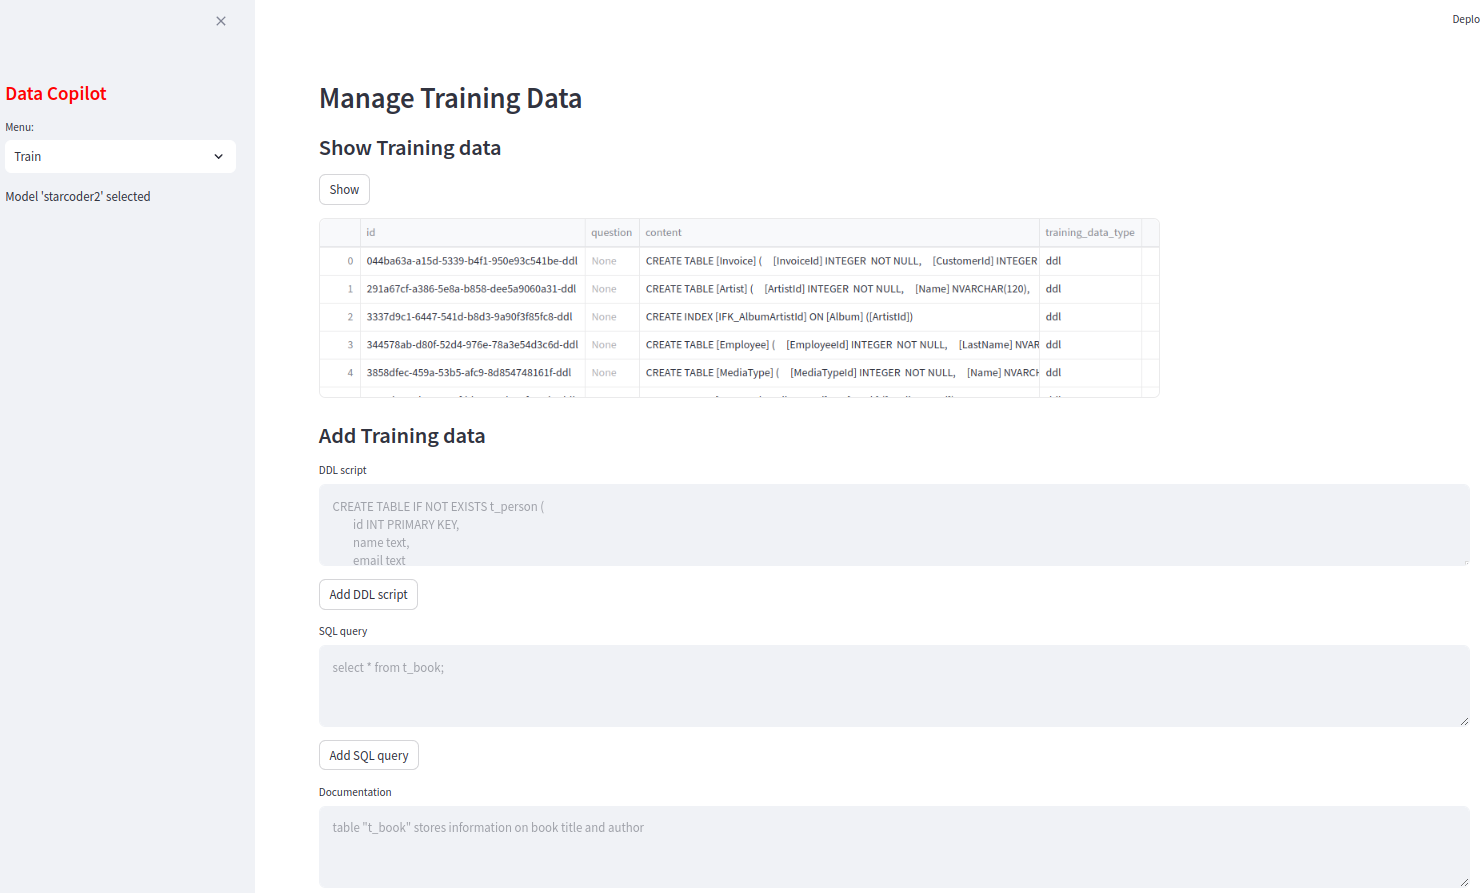 Deplo
Data Copilot
Menu:
Train
Model 'starcoder2' selected
Manage Training Data
Show Training data
Show
id question content training_data_type
0 044ba63a-a15d-5339-b4f1-950e93c541be-ddl None CREATE TABLE [Invoice] ( [InvoiceId] INTEGER NOT NULL, [CustomerId] INTEGER ddl
1 291a67cf-a386-5e8a-b858-dee5a9060a31-ddl None CREATE TABLE [Artist] ( [ArtistId] INTEGER NOT NULL, [Name] NVARCHAR(120), ddl
2 3337d9c1-6447-541d-b8d3-9a90f3f85fc8-ddl None CREATE INDEX [IFK_AlbumArtistId] ON [Album] ([ArtistId]) ddl
3 344578ab-d80f-52d4-976e-78a3e54d3c6d-ddl None CREATE TABLE [Employee] ( [EmployeeId] INTEGER NOT NULL, [LastName] NVAR ddl
4 3858dfec-459a-53b5-afc9-8d854748161f-ddl None CREATE TABLE [MediaType] ( [MediaTypeId] INTEGER NOT NULL, [Name] NVARCH ddl
Add Training data
DDL script
CREATE TABLE IF NOT EXISTS t_person (
id INT PRIMARY KEY,
name text,
email text
Add DDL script
SQL query
select * from t_book;
Add SQL query
Documentation
table "t_book" stores information on book title and author